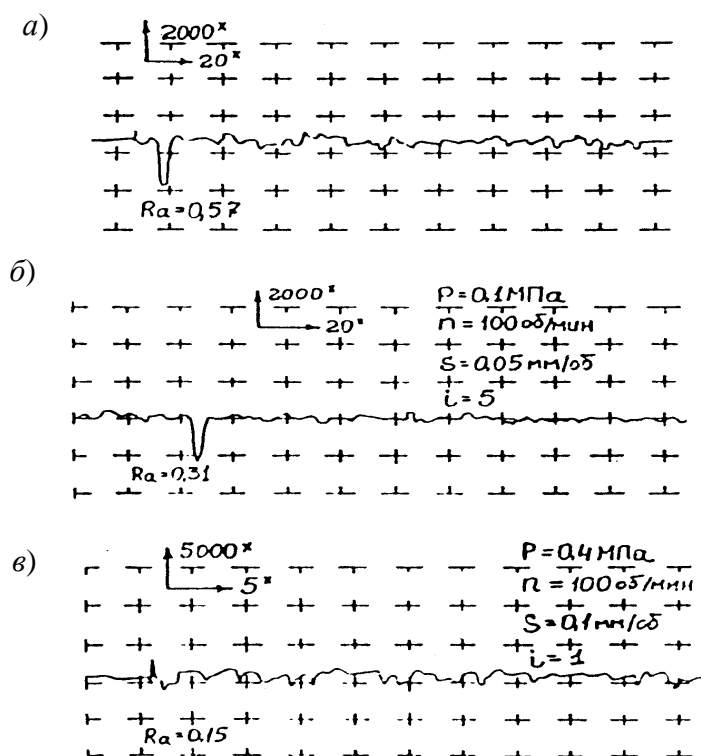 а)
2000ˣ
20ˣ
Ra=0,57
б)
2000ˣ
20ˣ
P=0,1МПа
n=100об/мин
S=0,05мм/об
i=5
Ra=0,31
в)
5000ˣ
5ˣ
P=0,4МПа
n=100об/мин
S=0,1мм/об
i=1
Ra=0,15